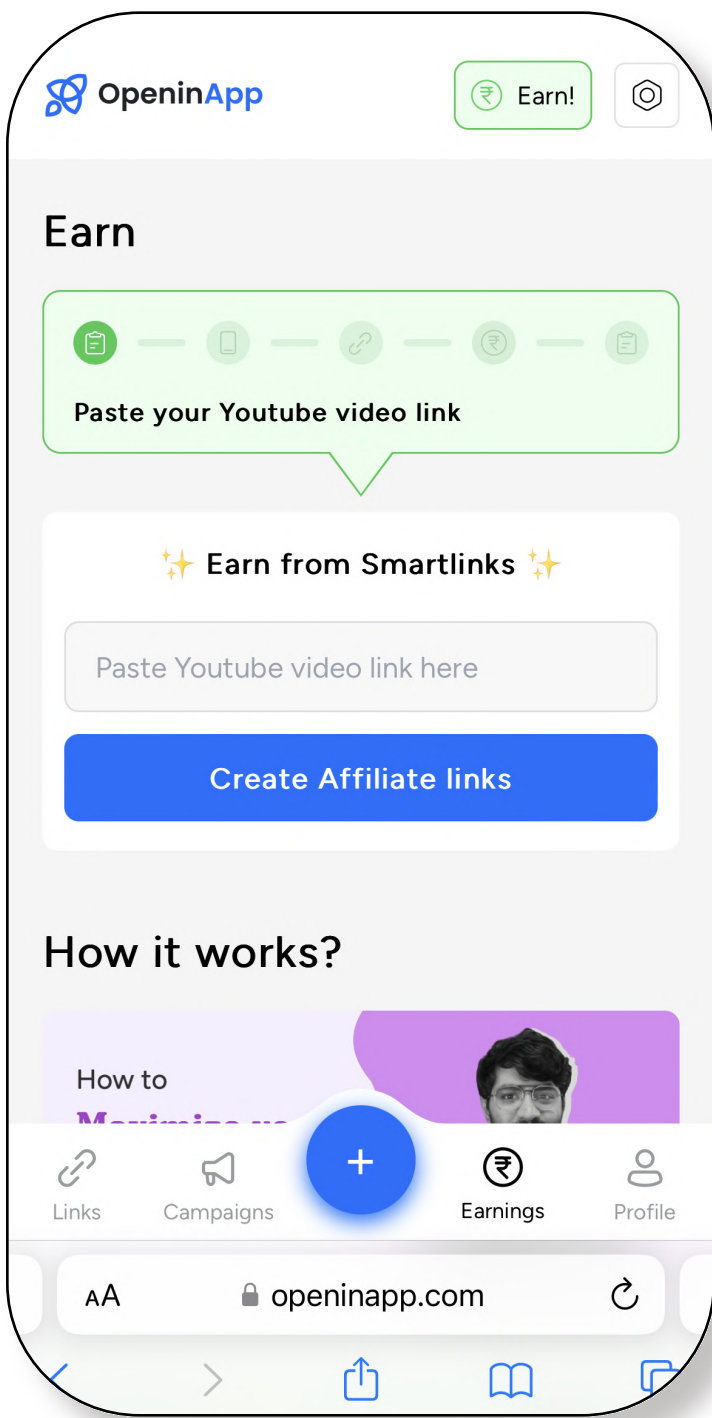 OpeninApp
₹ Earn!
Earn
₹
Paste your Youtube video link
✨ Earn from Smartlinks ✨
Paste Youtube video link here
Create Affiliate links
How it works?
How to
+
₹
Links Campaigns Earnings Profile
AA openinapp.com